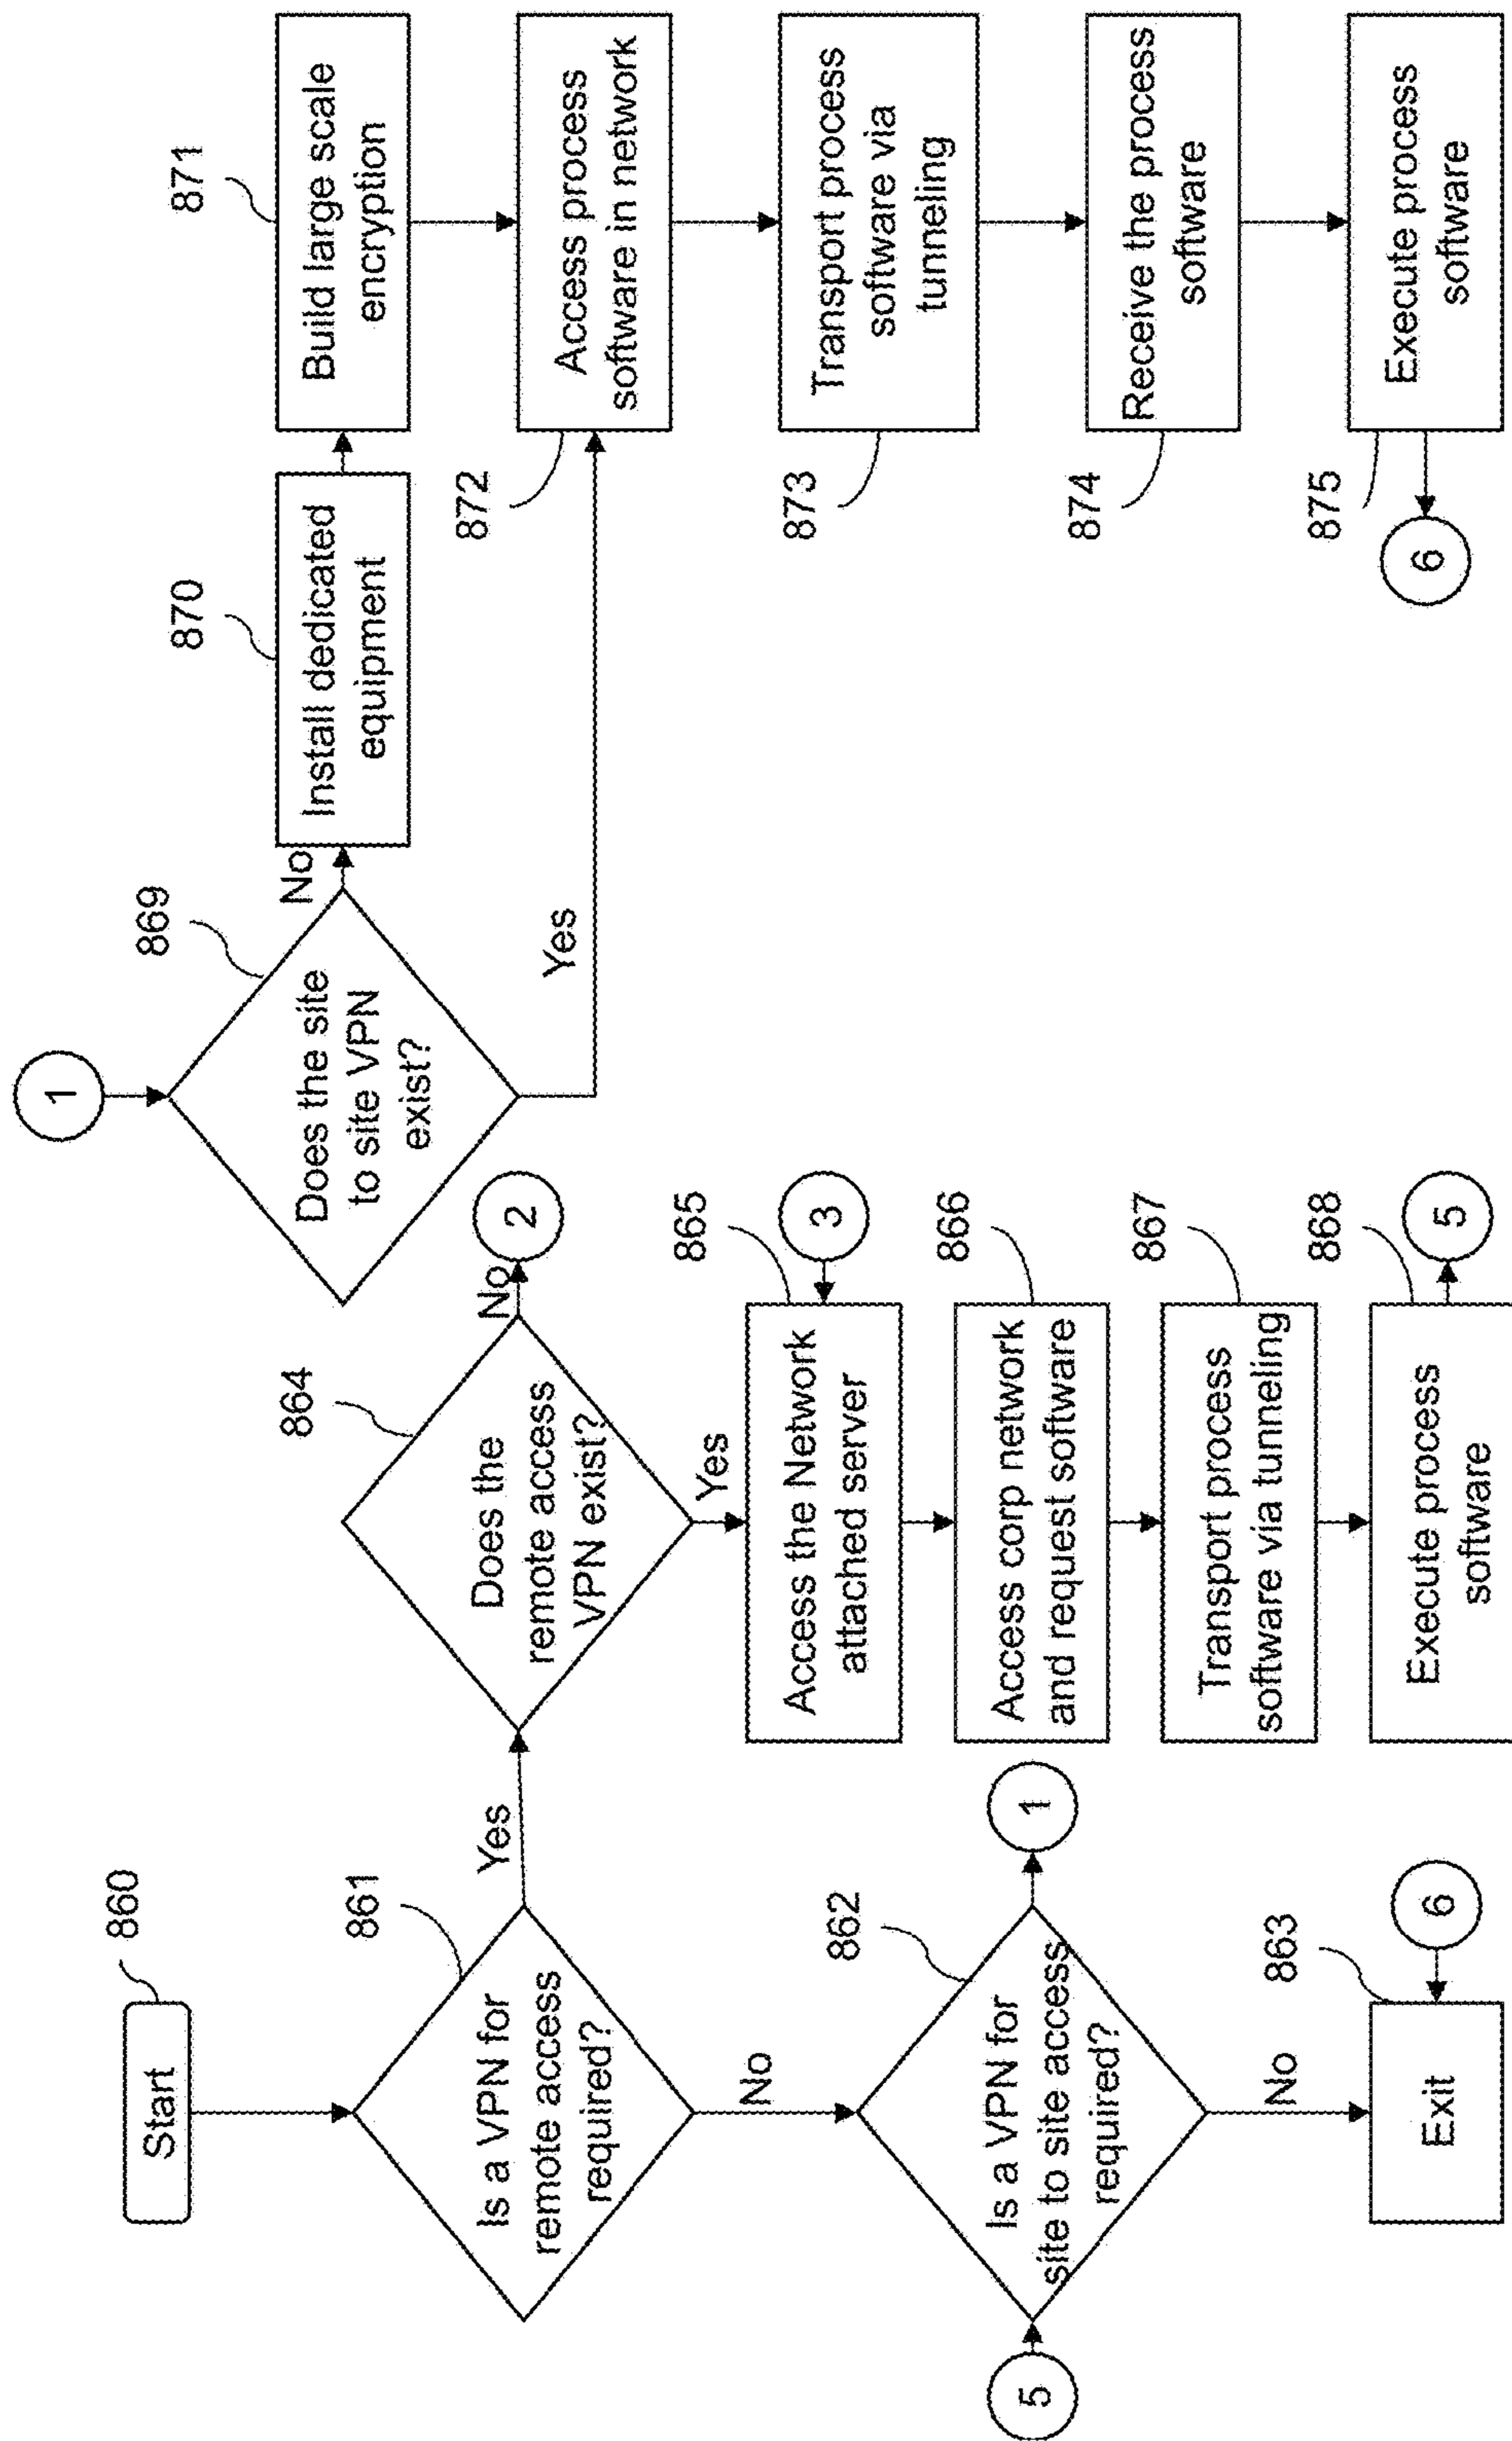 860
Start
861
Is a VPN for
remote access
required?
Yes
No
862
Is a VPN for
site to site access
required?
5
1
No
863
Exit
6
864
Does the
remote access
VPN exist?
No
2
Yes
865
Access the Network
attached server
3
866
Access corp network
and request software
867
Transport process
software via tunneling
868
Execute process
software
5
1
869
Does the site
to site VPN
exist?
No
Yes
870
Install dedicated
equipment
871
Build large scale
encryption
872
Access process
software in network
873
Transport process
software via
tunneling
874
Receive the process
software
875
Execute process
software
6